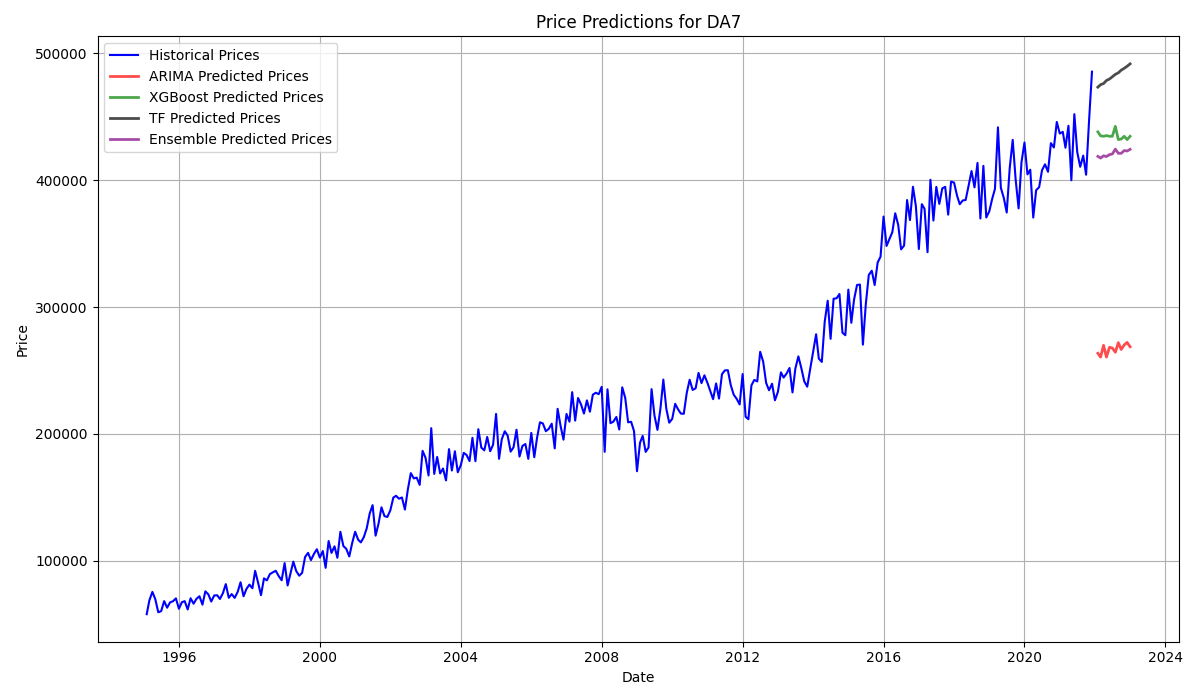 Price Predictions for DA7
Historical Prices
ARIMA Predicted Prices
XGBoost Predicted Prices
TF Predicted Prices
Ensemble Predicted Prices
500000
400000
300000
200000
100000
Price
1996 2000 2004 2008 2012 2016 2020 2024
Date